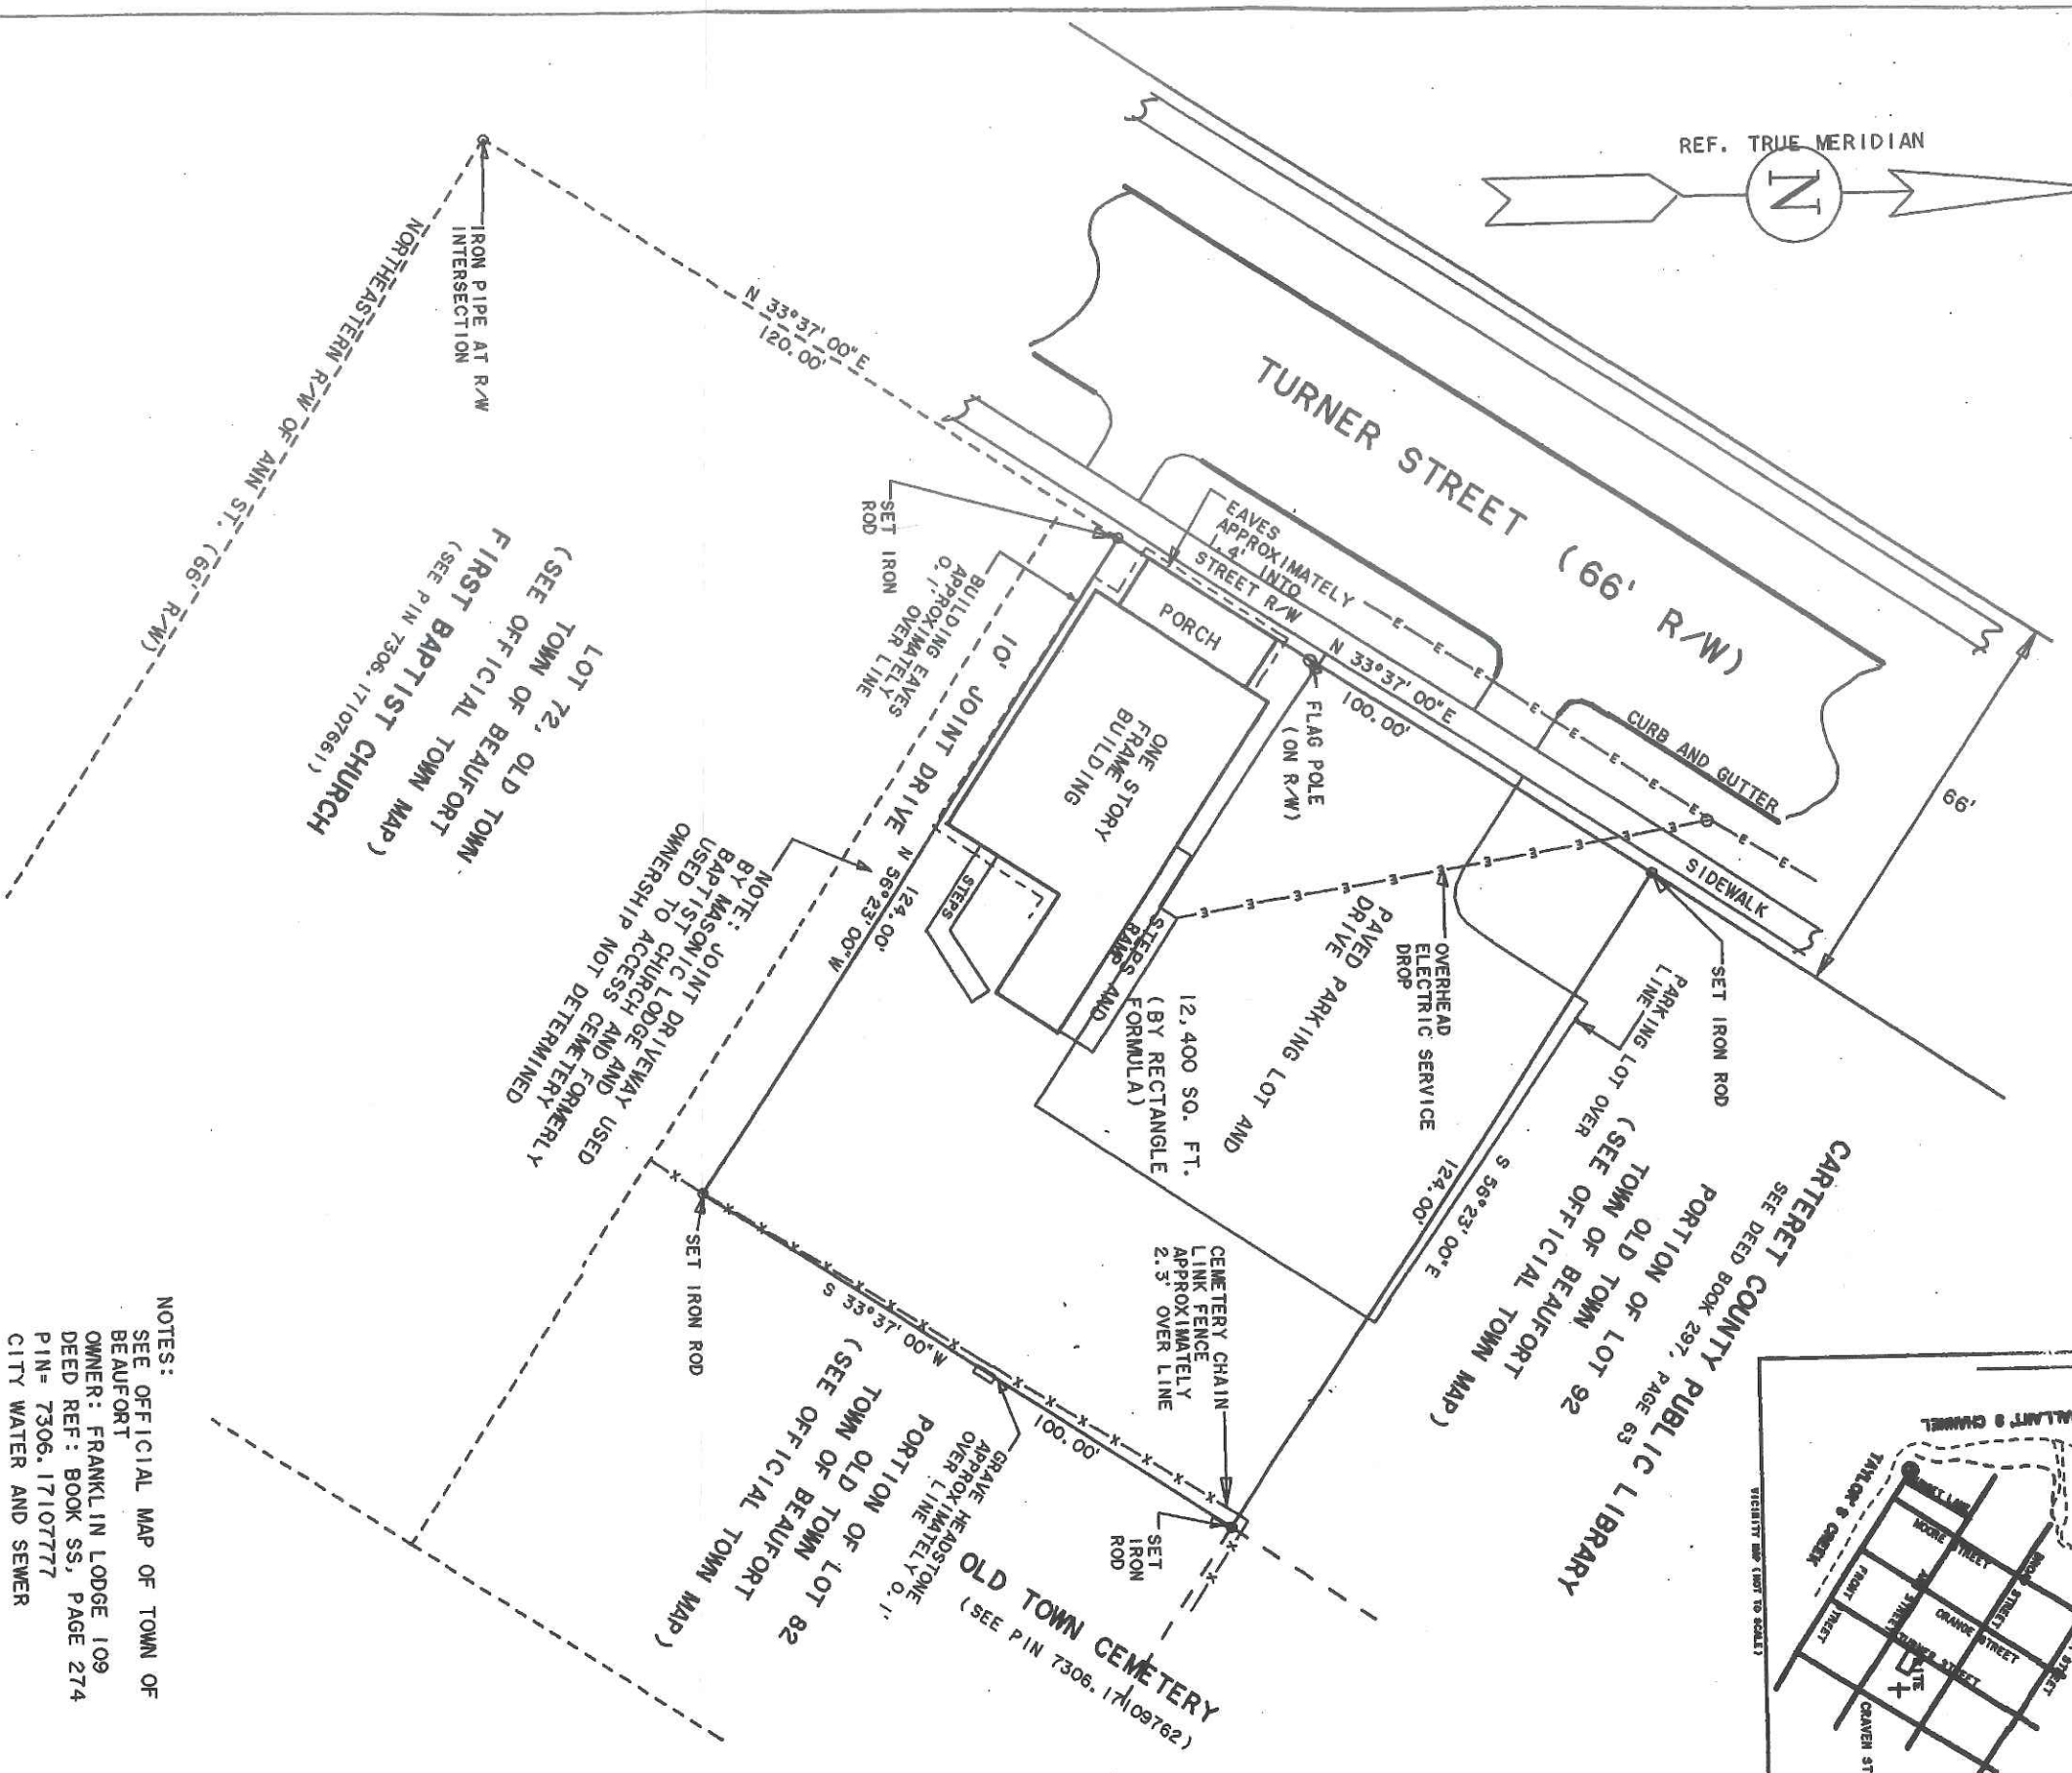 REF. TRUE MERIDIAN
N
TURNER STREET (66' R/W)
66'
CURB AND GUTTER
SIDEWALK
N 33°37'00"E
120.00'
IRON PIPE AT R/W
INTERSECTION
NORTHEASTERN R/W OF ANN ST. (66' R/W)
SET IRON
ROD
EAVES
APPROXIMATELY
1.4' INTO
STREET R/W
N 33°37'00"E
100.00'
FLAG POLE
(ON R/W)
PORCH
ONE STORY
FRAME
BUILDING
BUILDING EAVES
APPROXIMATELY
0.1' OVER LINE
10' JOINT DRIVE
N 56°23'00"W
124.00'
STEPS
STEPS AND
RAMP
LOT 72, OLD TOWN
TOWN OF BEAUFORT
(SEE OFFICIAL TOWN MAP)
FIRST BAPTIST CHURCH
(SEE PIN 7306.17107661)
NOTE: JOINT DRIVEWAY USED
BY MASONIC LODGE AND
BAPTIST CHURCH AND FORMERLY
USED TO ACCESS CEMETERY
OWNERSHIP NOT DETERMINED
OVERHEAD
ELECTRIC SERVICE
DROP
PAVED PARKING LOT AND
DRIVE
12,400 SQ. FT.
(BY RECTANGLE
FORMULA)
SET IRON ROD
PARKING LOT OVER
LINE
S 56°23'00"E
124.00'
CARTERET COUNTY PUBLIC LIBRARY
SEE DEED BOOK 297, PAGE 63
PORTION OF LOT 92
OLD TOWN
TOWN OF BEAUFORT
(SEE OFFICIAL TOWN MAP)
CEMETERY CHAIN
LINK FENCE
APPROXIMATELY
2.3' OVER LINE
SET
IRON
ROD
SET IRON ROD
S 33°37'00"W
100.00'
GRAVE HEADSTONE
APPROXIMATELY 0.1'
OVER LINE
PORTION OF LOT 82
OLD TOWN
TOWN OF BEAUFORT
(SEE OFFICIAL TOWN MAP)
OLD TOWN CEMETERY
(SEE PIN 7306.17109762)
NOTES:
SEE OFFICIAL MAP OF TOWN OF
BEAUFORT
OWNER: FRANKLIN LODGE 109
DEED REF: BOOK SS, PAGE 274
PIN= 7306.17107777
CITY WATER AND SEWER
VICINITY MAP (NOT TO SCALE)
CHANNEL
TAYLOR'S CREEK
LANE
MOORE STREET
FRONT STREET
STREET
ORANGE STREET
TURNER STREET
SITE
CRAVEN ST
STREET